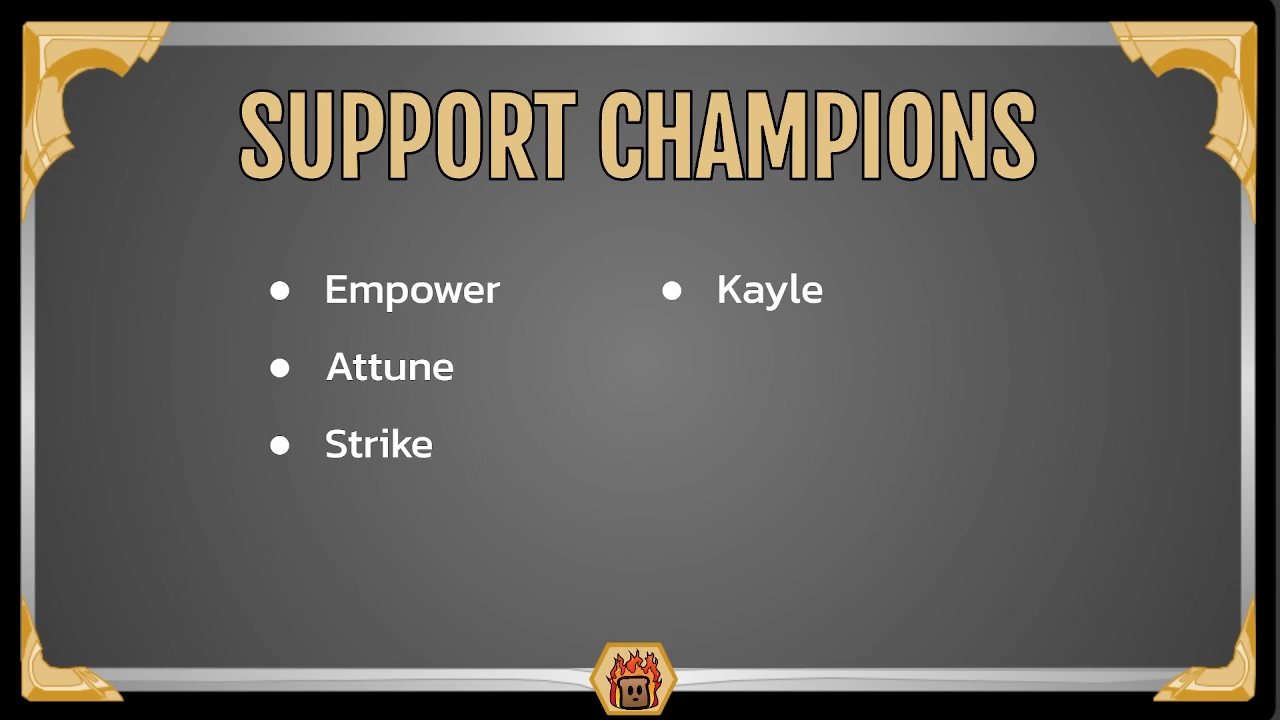 SUPPORT CHAMPIONS
● Empower
● Attune
● Strike
● Kayle